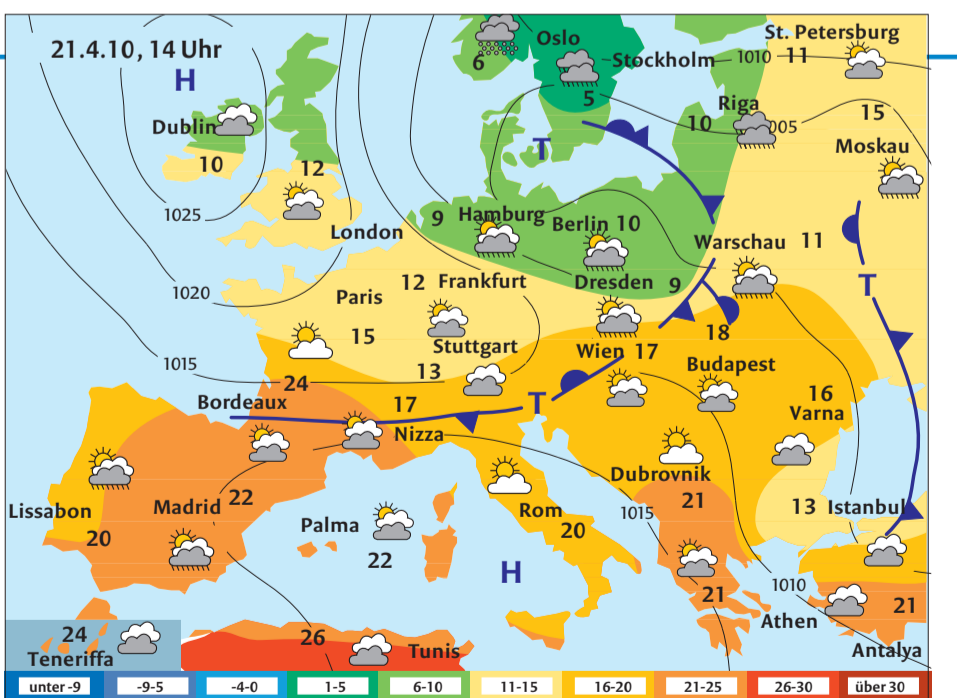 St. Petersburg
21.4.10, 14 Uhr
Oslo
Stockholm
1010
11
6
H
5
Riga
10
1005
15
Dublin
T
Moskau
10
12
1025
9
Hamburg
Berlin 10
London
Warschau 11
12
Frankfurt
Dresden
9
T
1020
Paris
15
Stuttgart
Wien 17
18
1015
13
Budapest
24
16
Bordeaux
17
T
Varna
Nizza
Dubrovnik
Lissabon
Madrid
22
Rom
21
13
Istanbul
20
Palma
20
1015
22
H
1010
21
21
Athen
24
26
Teneriffa
Tunis
Antalya
unter -9
-9-5
-4-0
1-5
6-10
11-15
16-20
21-25
26-30
über 30